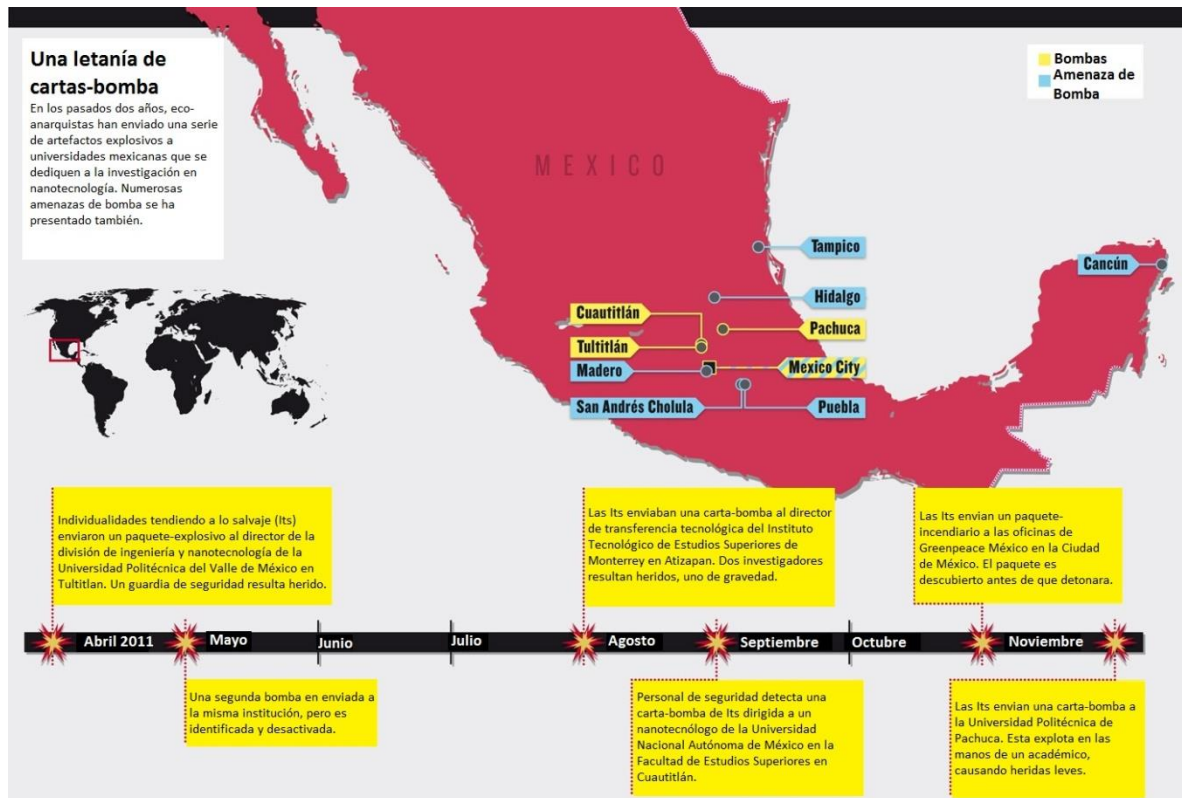 Una letanía de
cartas-bomba
En los pasados dos años, eco-
anarquistas han enviado una serie
de artefactos explosivos a
universidades mexicanas que se
dediquen a la investigación en
nanotecnología. Numerosas
amenazas de bomba se ha
presentado también.
Bombas
Amenaza de
Bomba
MEXICO
Tampico
Cancún
Hidalgo
Cuautitlán
Pachuca
Tultitlán
Madero
Mexico City
San Andrés Cholula
Puebla
Individualidades tendiendo a lo salvaje (Its)
enviaron un paquete-explosivo al director de la
división de ingeniería y nanotecnología de la
Universidad Politécnica del Valle de México en
Tultitlan. Un guardia de seguridad resulta herido.
Las Its enviaban una carta-bomba al director
de transferencia tecnológica del Instituto
Tecnológico de Estudios Superiores de
Monterrey en Atizapan. Dos investigadores
resultan heridos, uno de gravedad.
Las Its envian un paquete-
incendiario a las oficinas de
Greenpeace México en la Ciudad
de México. El paquete es
descubierto antes de que detonara.
Abril 2011
Mayo
Junio
Julio
Agosto
Septiembre
Octubre
Noviembre
Una segunda bomba en enviada a
la misma institución, pero es
identificada y desactivada.
Personal de seguridad detecta una
carta-bomba de Its dirigida a un
nanotecnólogo de la Universidad
Nacional Autónoma de México en la
Facultad de Estudios Superiores en
Cuautitlán.
Las Its envian una carta-bomba a
la Universidad Politécnica de
Pachuca. Esta explota en las
manos de un académico,
causando heridas leves.